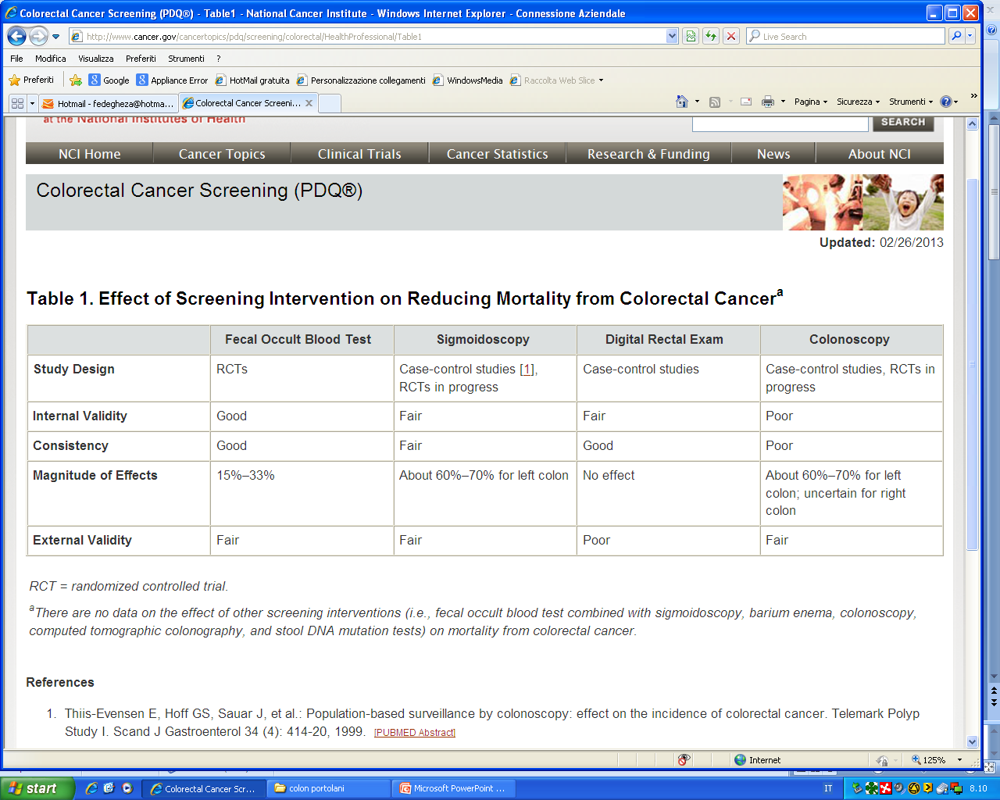 Colorectal Cancer Screening (PDQ®) - Table1 - National Cancer Institute - Windows Internet Explorer - Connessione Aziendale
http://www.cancer.gov/cancertopics/pdq/screening/colorectal/HealthProfessional/Table1
Live Search
File Modifica Visualizza Preferiti Strumenti ?
Preferiti Google Appliance Error HotMail gratuita Personalizzazione collegamenti WindowsMedia Raccolta Web Slice
Hotmail - fedegheza@hotma... Colorectal Cancer Screeni... Pagina Sicurezza Strumenti
at the National Institutes of Health
SEARCH
NCI Home Cancer Topics Clinical Trials Cancer Statistics Research & Funding News About NCI
Colorectal Cancer Screening (PDQ®)
Updated: 02/26/2013
Table 1. Effect of Screening Intervention on Reducing Mortality from Colorectal Cancerᵃ
Fecal Occult Blood Test Sigmoidoscopy Digital Rectal Exam Colonoscopy
Study Design RCTs Case-control studies [1], Case-control studies Case-control studies, RCTs in
RCTs in progress progress
Internal Validity Good Fair Fair Poor
Consistency Good Fair Good Poor
Magnitude of Effects 15%–33% About 60%–70% for left colon No effect About 60%–70% for left
colon; uncertain for right
colon
External Validity Fair Fair Poor Fair
RCT = randomized controlled trial.
ᵃThere are no data on the effect of other screening interventions (i.e., fecal occult blood test combined with sigmoidoscopy, barium enema, colonoscopy,
computed tomographic colonography, and stool DNA mutation tests) on mortality from colorectal cancer.
References
1. Thiis-Evensen E, Hoff GS, Sauar J, et al.: Population-based surveillance by colonoscopy: effect on the incidence of colorectal cancer. Telemark Polyp
Study I. Scand J Gastroenterol 34 (4): 414-20, 1999. [PUBMED Abstract]
Internet 125%
start Colorectal Cancer Scr... colon portolani Microsoft PowerPoint ... IT 8.10